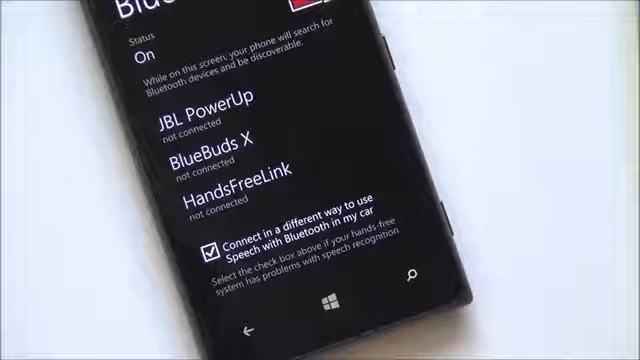 Blue
Status
On
While on this screen, your phone will search for
Bluetooth devices and be discoverable.
JBL PowerUp
not connected
BlueBuds X
not connected
HandsFreeLink
not connected
Connect in a different way to use
Speech with Bluetooth in my car
Select the check box above if your hands-free
system has problems with speech recognition